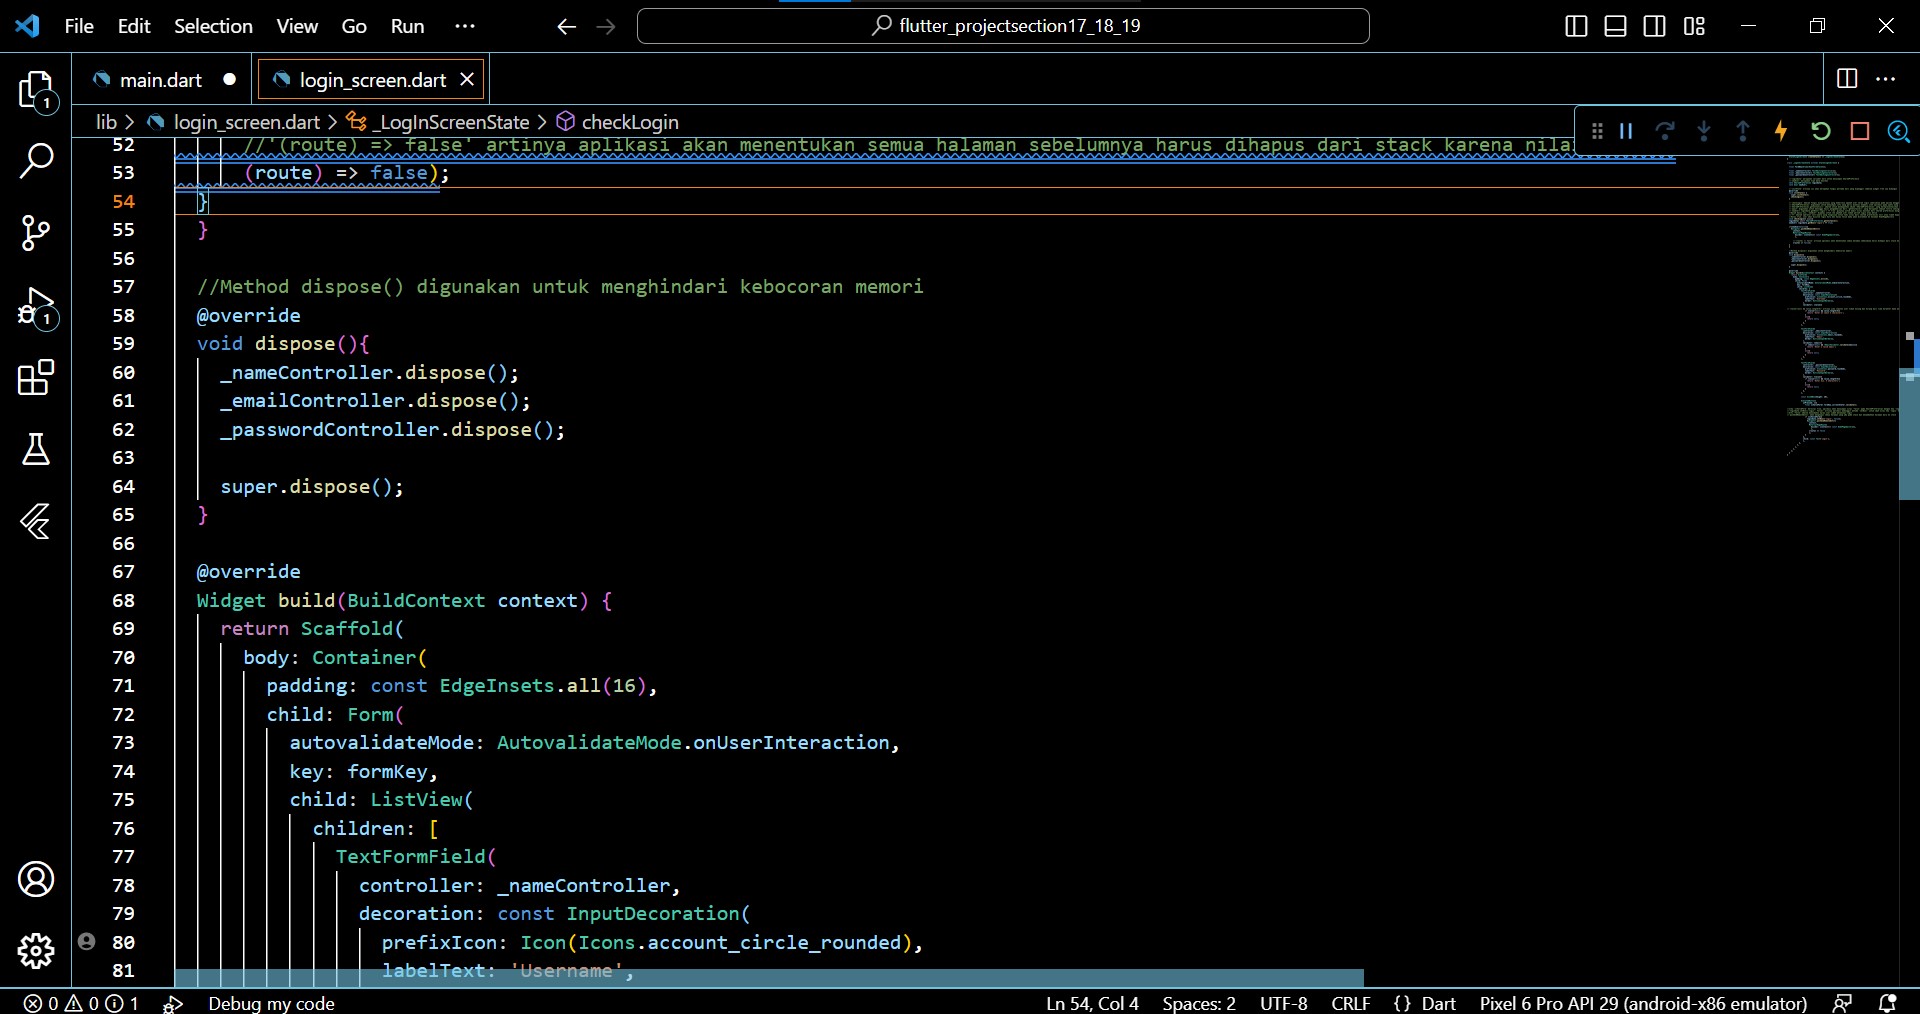 File Edit Selection View Go Run ··· flutter_projectsection17_18_19
main.dart login_screen.dart
lib > login_screen.dart > _LogInScreenState > checkLogin
52 //'(route) => false' artinya aplikasi akan menentukan semua halaman sebelumnya harus dihapus dari stack karena
53 (route) => false);
54 }
55 }
56
57 //Method dispose() digunakan untuk menghindari kebocoran memori
58 @override
59 void dispose(){
60 _nameController.dispose();
61 _emailController.dispose();
62 _passwordController.dispose();
63
64 super.dispose();
65 }
66
67 @override
68 Widget build(BuildContext context) {
69 return Scaffold(
70 body: Container(
71 padding: const EdgeInsets.all(16),
72 child: Form(
73 autovalidateMode: AutovalidateMode.onUserInteraction,
74 key: formKey,
75 child: ListView(
76 children: [
77 TextFormField(
78 controller: _nameController,
79 decoration: const InputDecoration(
80 prefixIcon: Icon(Icons.account_circle_rounded),
81 labelText: 'Username',
1
1
0 0 1 Debug my code Ln 54, Col 4 Spaces: 2 UTF-8 CRLF {} Dart Pixel 6 Pro API 29 (android-x86 emulator)